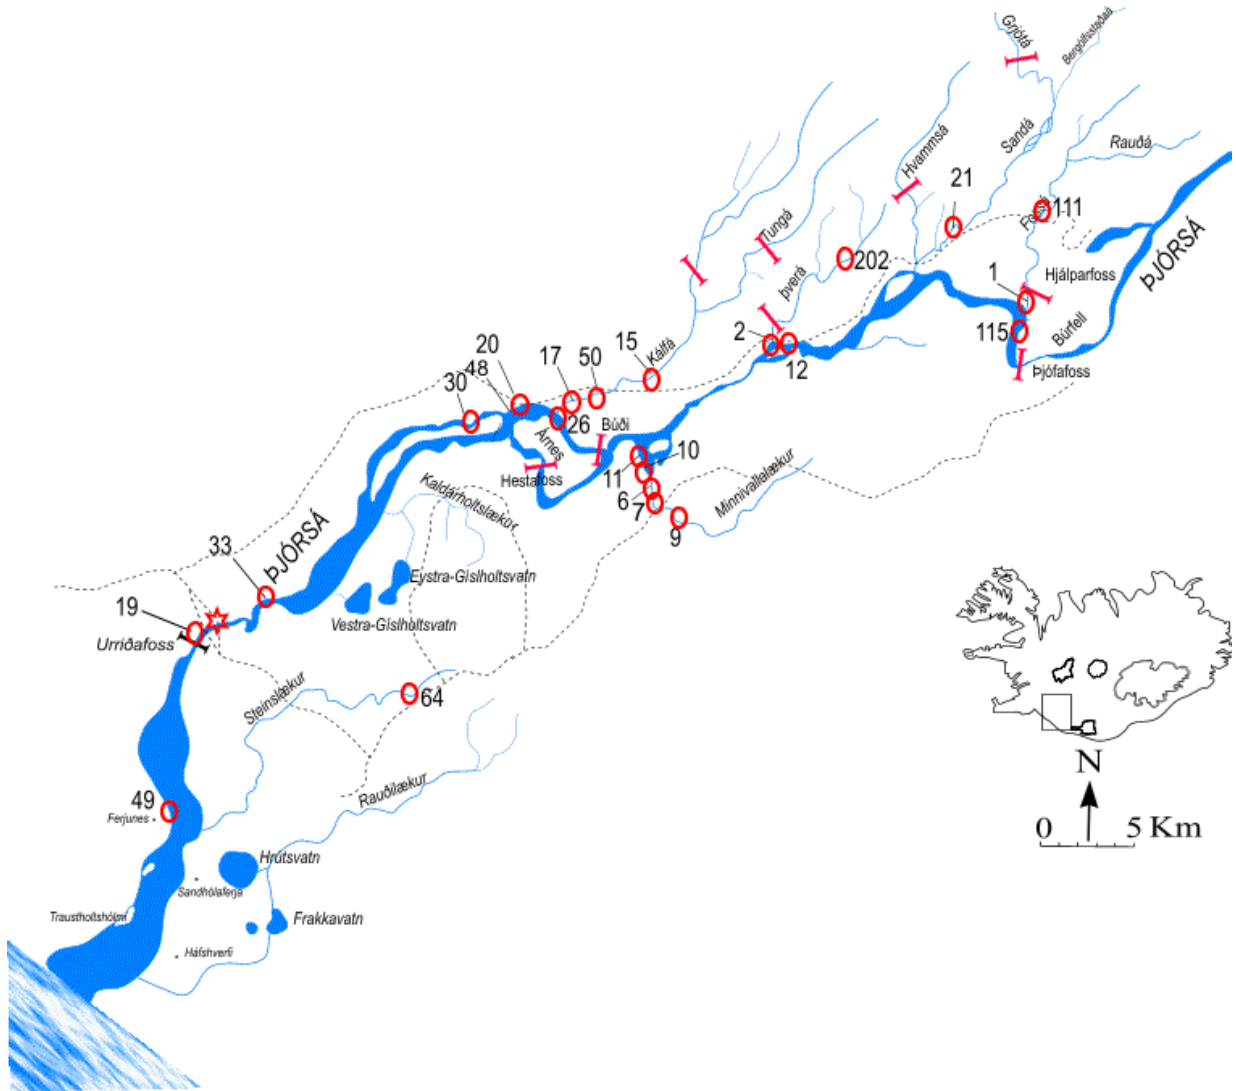 Grjótá
Bergólfsstaðaá
Sandá
Rauðá
Hvammsá
21
111
Tungá
202
þverá
1
Hjálparfoss
ÞJÓRSÁ
115
Búrfell
Þjófafoss
2
12
15
Kálfá
50
17
20
48
30
26
Búði
Árnes
Hestafoss
10
11
6
7
9
Minnivallalækur
Kaldárholtslækur
ÞJÓRSÁ
33
Eystra-Gíslholtsvatn
Vestra-Gíslholtsvatn
19
Urriðafoss
Steinslækur
64
Rauðilækur
49
Ferjunes
Hrútsvatn
Sandhólaferja
Traustholtshólmi
Frakkavatn
Háfshverfi
N
0 5 Km